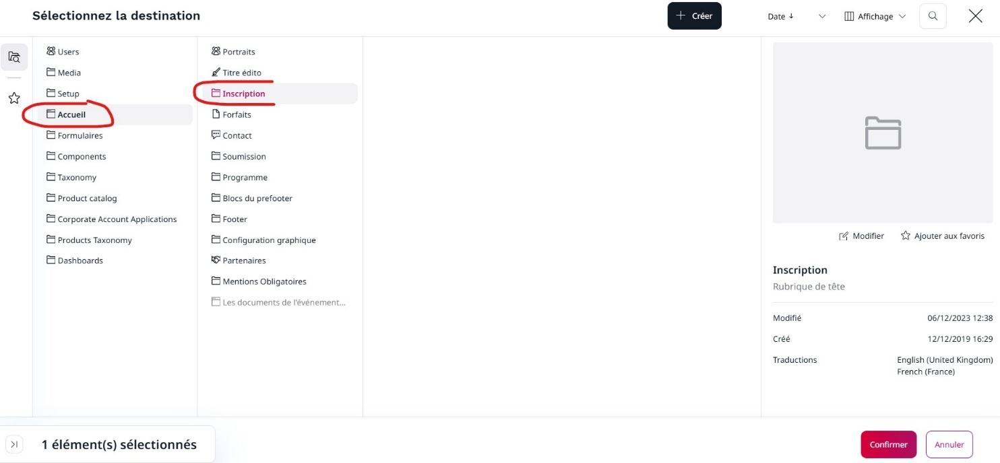 Sélectionnez la destination
Créer
Date ↓
Affichage
Users
Media
Setup
Accueil
Formulaires
Components
Taxonomy
Product catalog
Corporate Account Applications
Products Taxonomy
Dashboards
Portraits
Titre édito
Inscription
Forfaits
Contact
Soumission
Programme
Blocs du prefooter
Footer
Configuration graphique
Partenaires
Mentions Obligatoires
Les documents de l'événement...
Modifier
Ajouter aux favoris
Inscription
Rubrique de tête
Modifié 06/12/2023 12:38
Créé 12/12/2019 16:29
Traductions English (United Kingdom)
French (France)
1 élément(s) sélectionnés
Confirmer
Annuler